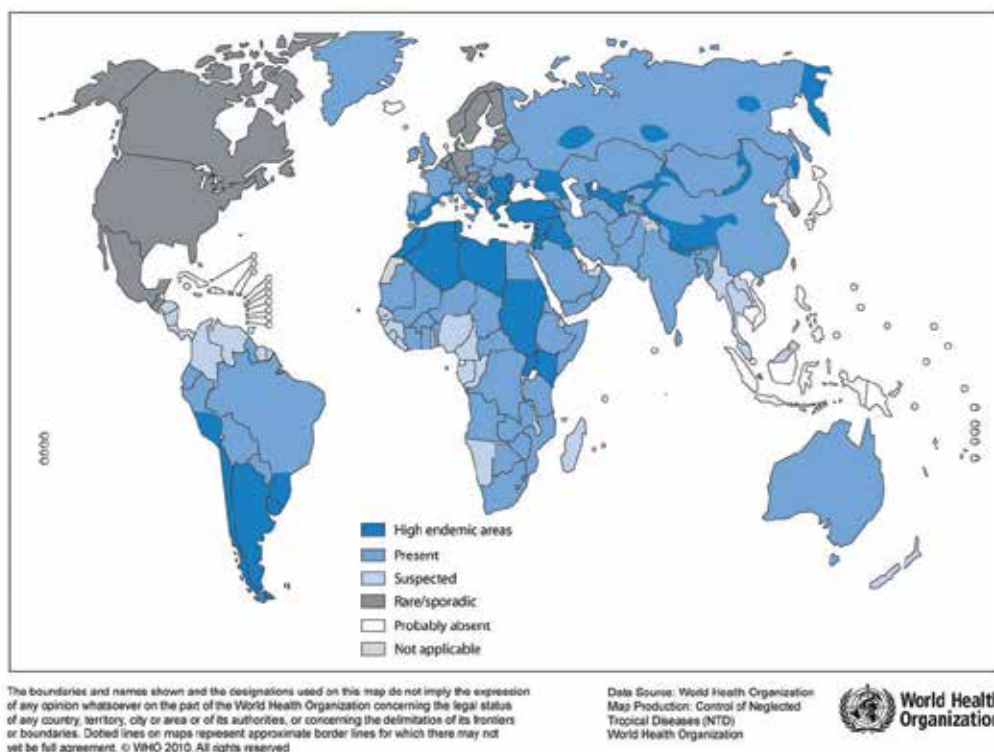 High endemic areas
Present
Suspected
Rare/sporadic
Probably absent
Not applicable
The boundaries and names shown and the designations used on this map do not imply the expression
of any opinion whatsoever on the part of the World Health Organization concerning the legal status
of any country, territory, city or area or of its authorities, or concerning the delimitation of its frontiers
or boundaries. Dotted lines on maps represent approximate border lines for which there may not
yet be full agreement. © WHO 2010. All rights reserved
Data Source: World Health Organization
Map Production: Control of Neglected
Tropical Diseases (NTD)
World Health Organization
World Health
Organization